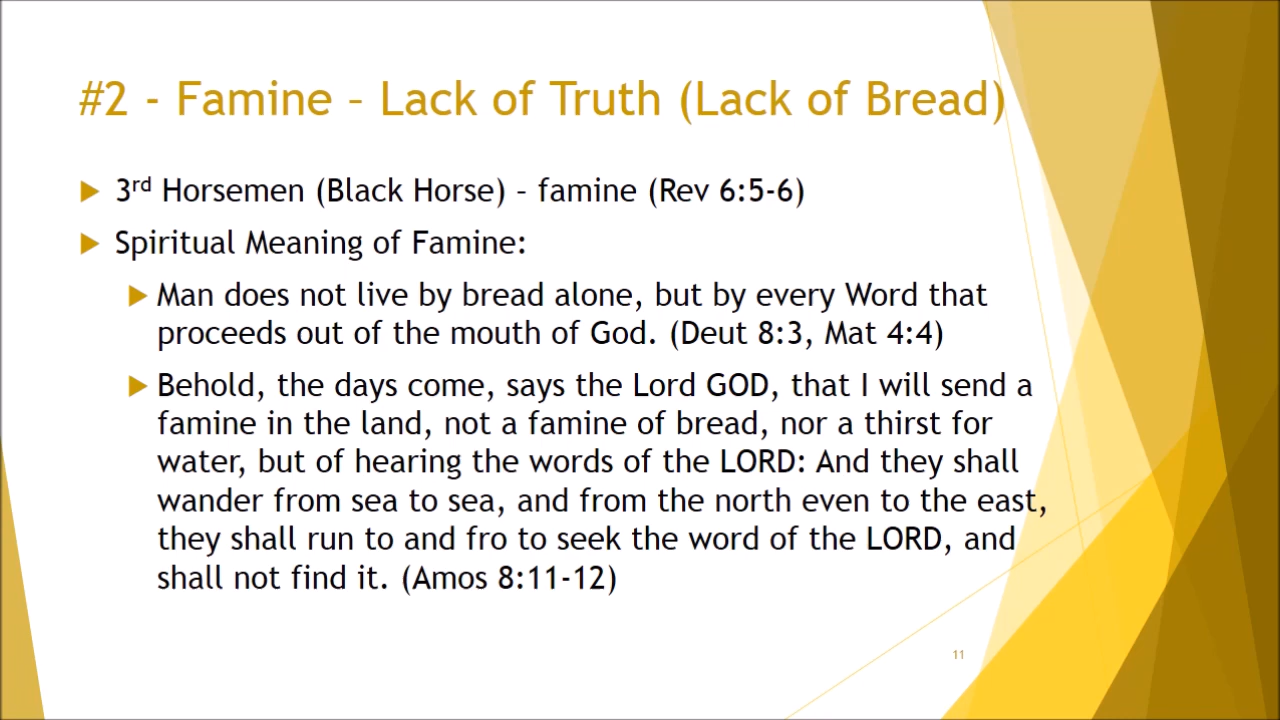 #2 - Famine – Lack of Truth (Lack of Bread)
3rd Horsemen (Black Horse) – famine (Rev 6:5-6)
Spiritual Meaning of Famine:
Man does not live by bread alone, but by every Word that
proceeds out of the mouth of God. (Deut 8:3, Mat 4:4)
Behold, the days come, says the Lord GOD, that I will send a
famine in the land, not a famine of bread, nor a thirst for
water, but of hearing the words of the LORD: And they shall
wander from sea to sea, and from the north even to the east,
they shall run to and fro to seek the word of the LORD, and
shall not find it. (Amos 8:11-12)
11